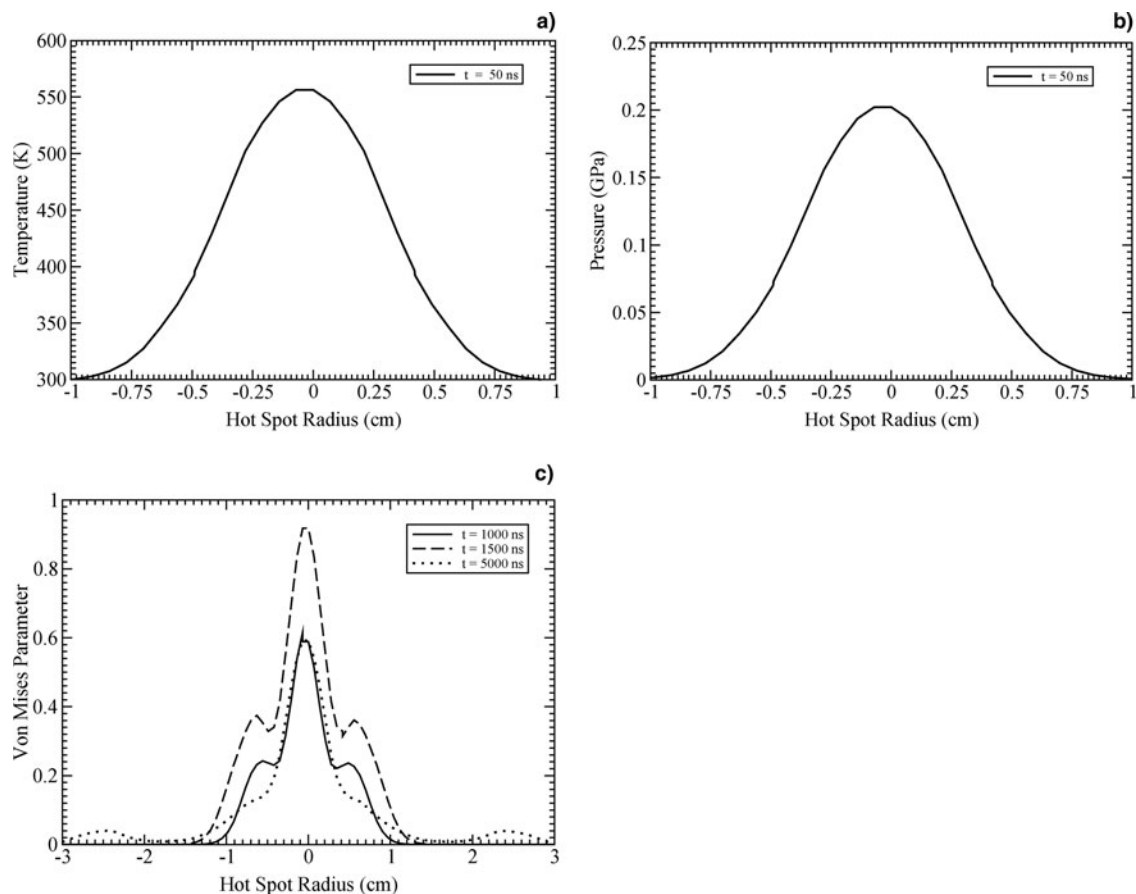 a)
600
550
500
450
400
350
300
Temperature (K)
t = 50 ns
-1 -0.75 -0.5 -0.25 0 0.25 0.5 0.75 1
Hot Spot Radius (cm)
b)
0.25
0.2
0.15
0.1
0.05
0
Pressure (GPa)
t = 50 ns
-1 -0.75 -0.5 -0.25 0 0.25 0.5 0.75 1
Hot Spot Radius (cm)
c)
1
0.8
0.6
0.4
0.2
0
Von Mises Parameter
t = 1000 ns
t = 1500 ns
t = 5000 ns
-3 -2 -1 0 1 2 3
Hot Spot Radius (cm)